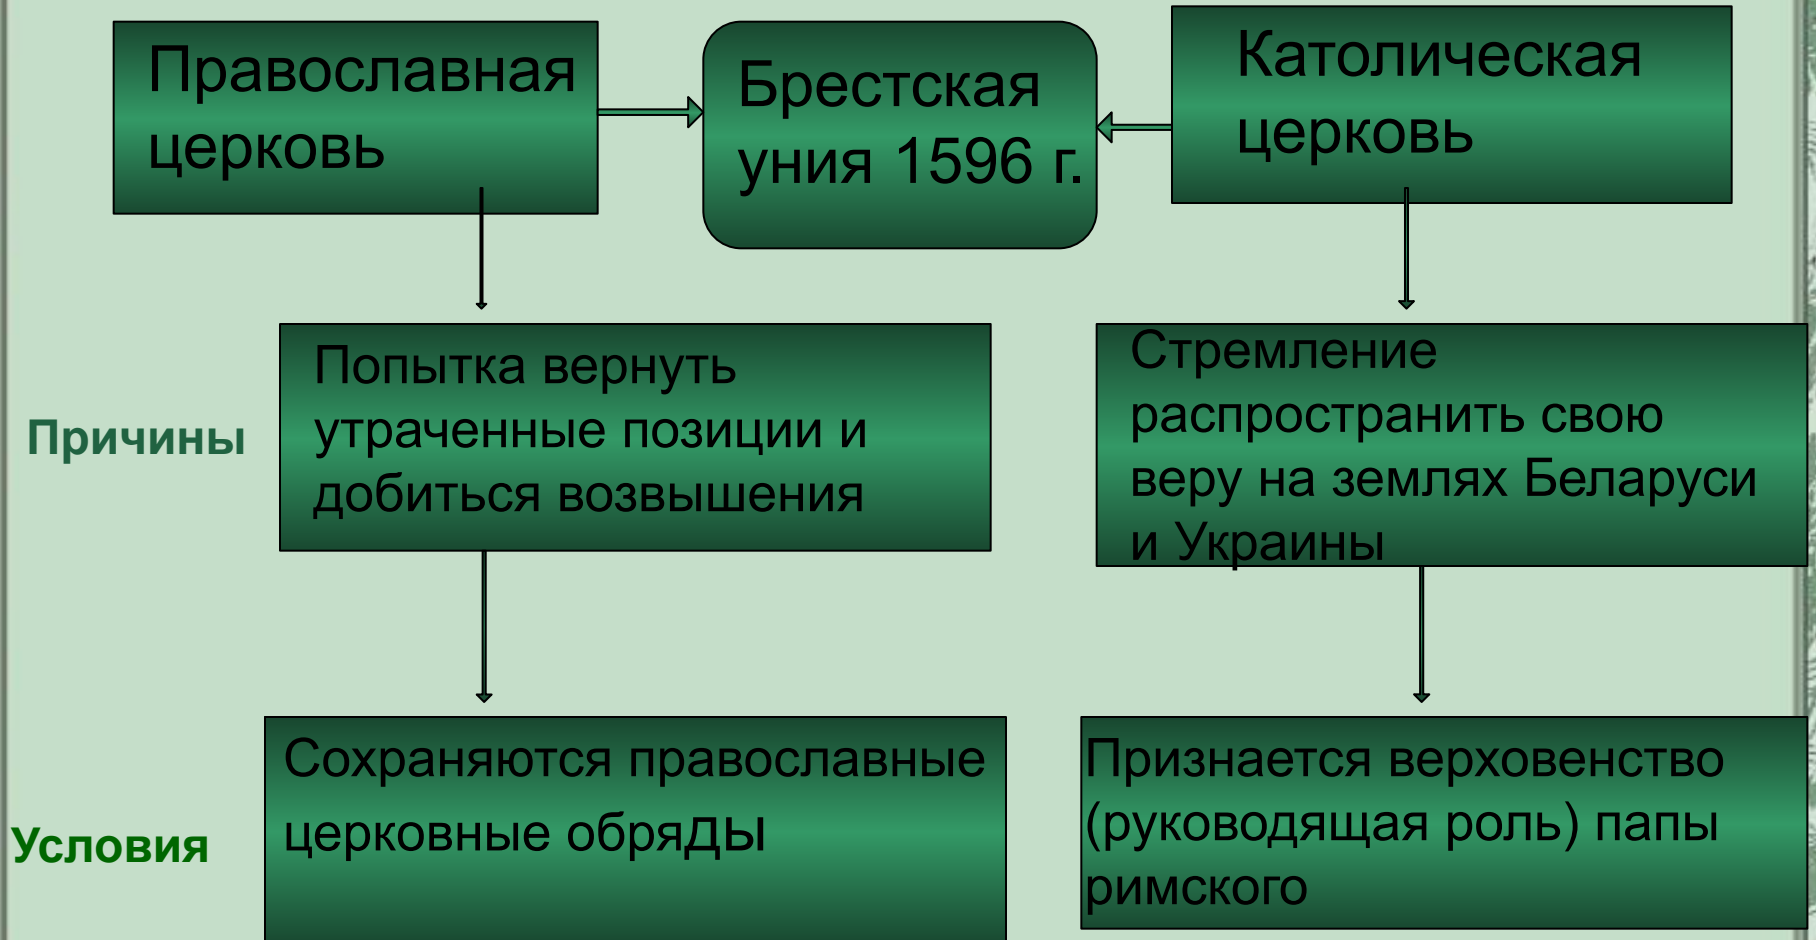 Православная
церковь
Брестская
уния 1596 г.
Католическая
церковь
Причины
Попытка вернуть
утраченные позиции и
добиться возвышения
Стремление
распространить свою
веру на землях Беларуси
и Украины
Условия
Сохраняются православные
церковные обряды
Признается верховенство
(руководящая роль) папы
римского